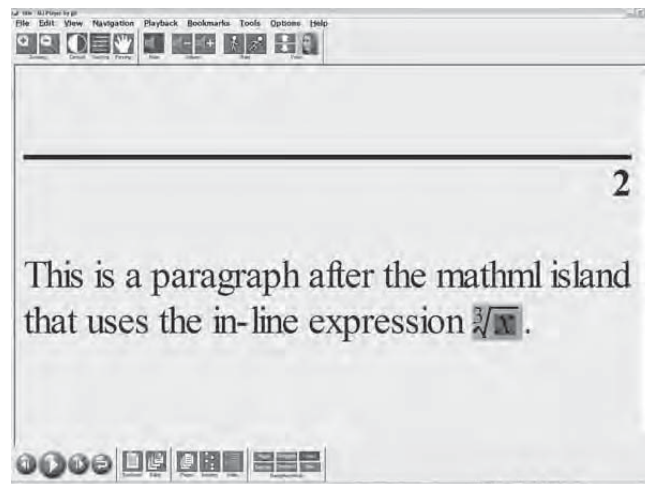 File Edit View Navigation Playback Bookmarks Tools Options Help
2
This is a paragraph after the mathml island
that uses the in-line expression ∛x.